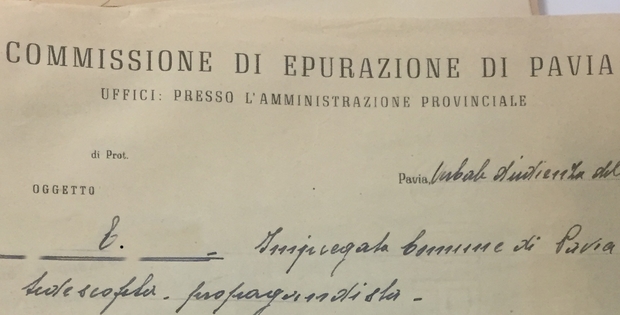 COMMISSIONE DI EPURAZIONE DI PAVIA
UFFICI: PRESSO L'AMMINISTRAZIONE PROVINCIALE
di Prot.
Pavia, Verbale d'udienza del
OGGETTO
E. = Impiegata Comune di Pavia
tedescofila - propagandista -